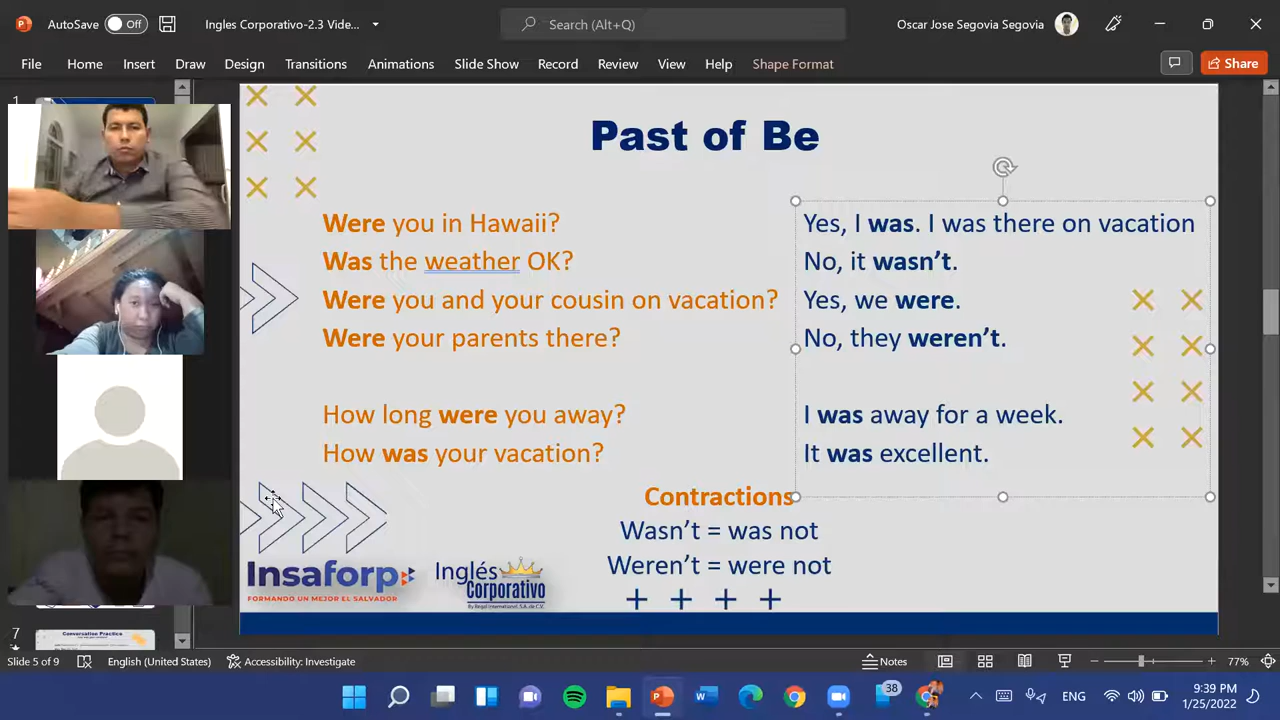 AutoSave Off Ingles Corporativo-2.3 Vide... Search (Alt+Q) Oscar Jose Segovia Segovia
File Home Insert Draw Design Transitions Animations Slide Show Record Review View Help Shape Format Share
1
Past of Be
Were you in Hawaii? Yes, I was. I was there on vacation
Was the weather OK? No, it wasn't.
Were you and your cousin on vacation? Yes, we were.
Were your parents there? No, they weren't.
How long were you away? I was away for a week.
How was your vacation? It was excellent.
Contractions
Wasn't = was not
Weren't = were not
Insaforp
FORMANDO UN MEJOR EL SALVADOR
Inglés
Corporativo
7
Conversation Practice
Slide 5 of 9 English (United States) Accessibility: Investigate Notes 77%
38 ENG 9:39 PM
1/25/2022